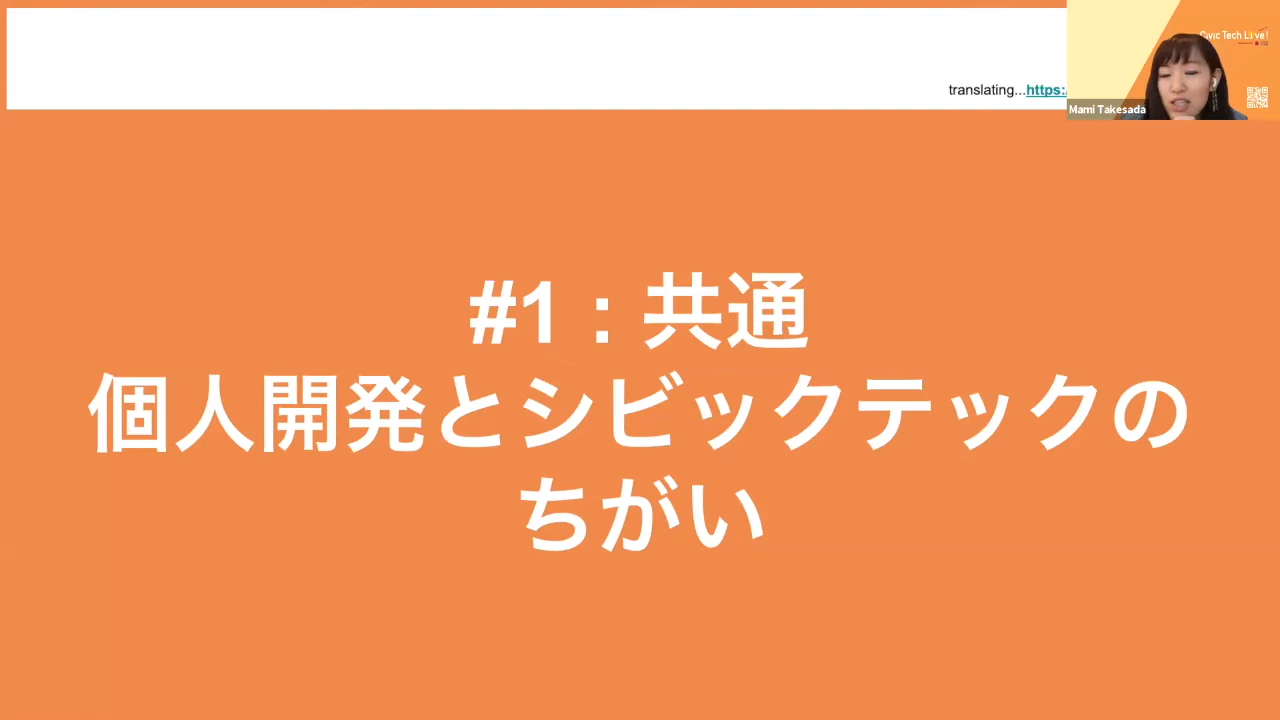 translating...https:/
Civic Tech Live!
Mami Takesada
#1：共通
個人開発とシビックテックの
ちがい